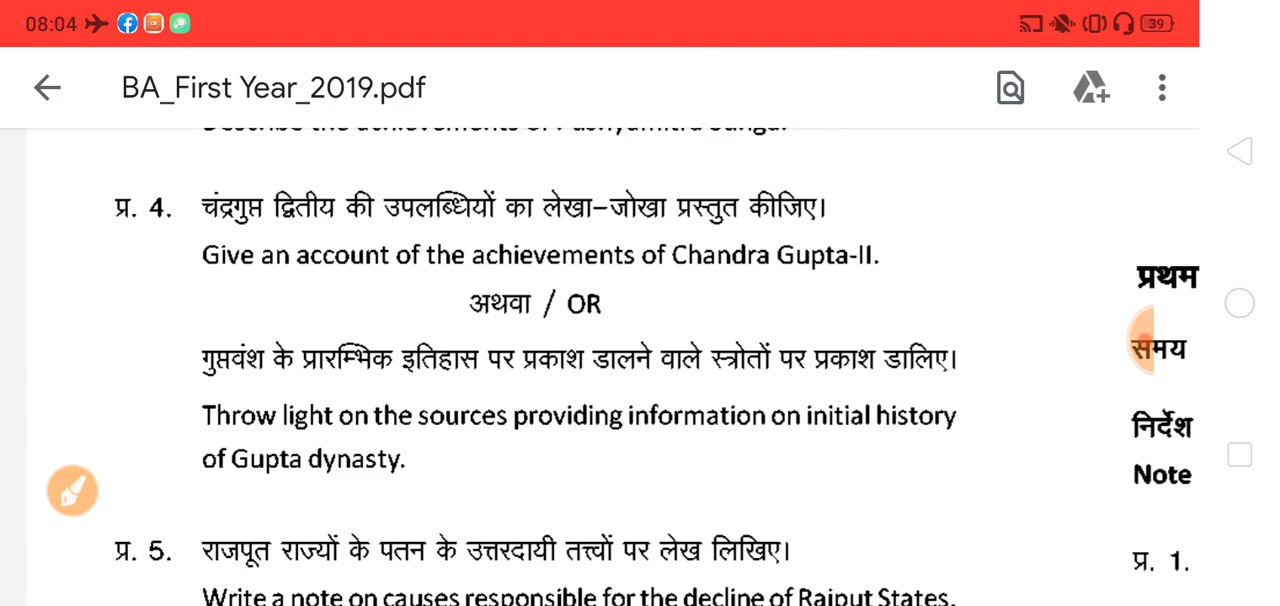 08:04
39
BA_First Year_2019.pdf
प्र. 4. चंद्रगुप्त द्वितीय की उपलब्धियों का लेखा-जोखा प्रस्तुत कीजिए।
Give an account of the achievements of Chandra Gupta-II.
अथवा / OR
गुप्तवंश के प्रारम्भिक इतिहास पर प्रकाश डालने वाले स्त्रोतों पर प्रकाश डालिए।
Throw light on the sources providing information on initial history
of Gupta dynasty.
प्र. 5. राजपूत राज्यों के पतन के उत्तरदायी तत्त्वों पर लेख लिखिए।
Write a note on causes responsible for the decline of Rajput States.
प्रथम
समय
निर्देश
Note
प्र. 1.